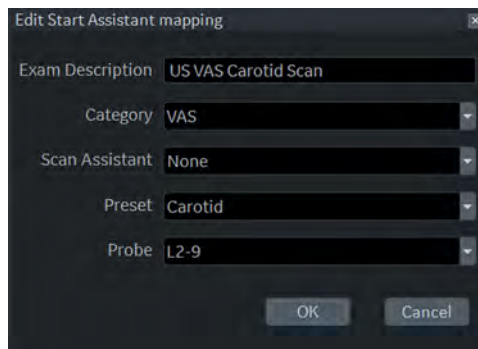 Edit Start Assistant mapping
Exam Description US VAS Carotid Scan
Category VAS
Scan Assistant None
Preset Carotid
Probe L2-9
OK Cancel